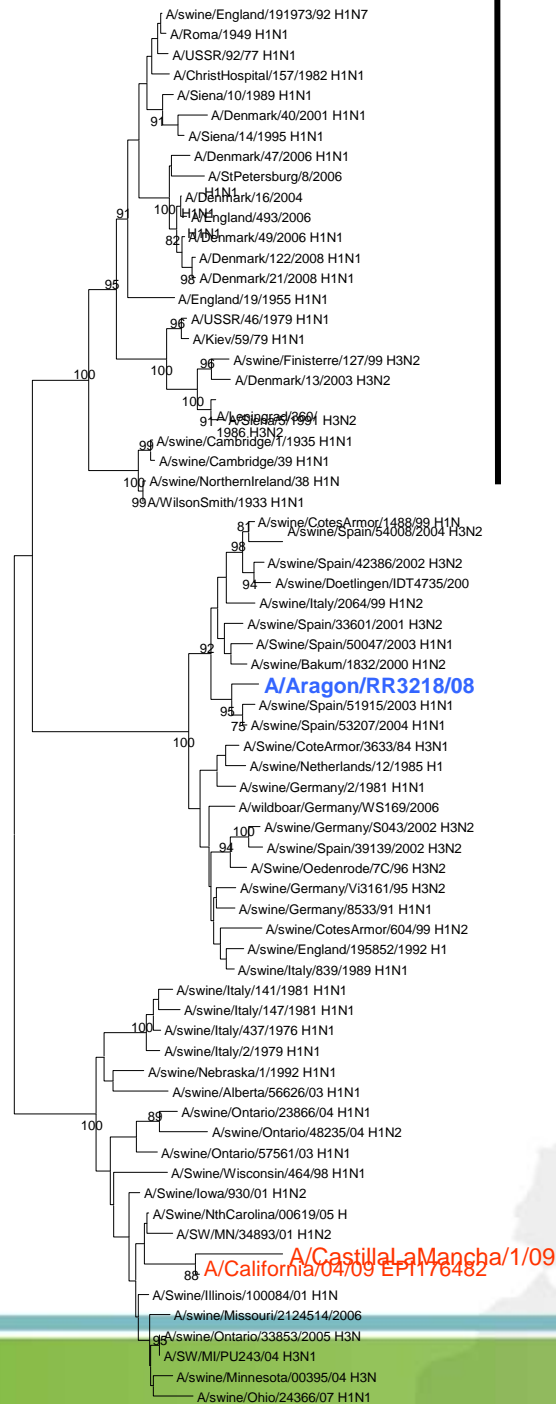 A/swine/England/191973/92 H1N7
A/Roma/1949 H1N1
A/USSR/92/77 H1N1
A/ChristHospital/157/1982 H1N1
A/Siena/10/1989 H1N1
A/Denmark/40/2001 H1N1
91
A/Siena/14/1995 H1N1
A/Denmark/47/2006 H1N1
A/StPetersburg/8/2006
H1N1
A/Denmark/16/2004
H1N1
100
91
A/England/493/2006
H1N1
A/Denmark/49/2006 H1N1
82
A/Denmark/122/2008 H1N1
A/Denmark/21/2008 H1N1
98
95
A/England/19/1955 H1N1
A/USSR/46/1979 H1N1
96
A/Kiev/59/79 H1N1
A/swine/Finisterre/127/99 H3N2
96
100
100
A/Denmark/13/2003 H3N2
100
A/Leningrad/360/
1986 H3N2
91
A/Siena/5/1991 H3N2
A/swine/Cambridge/1/1935 H1N1
99
A/swine/Cambridge/39 H1N1
A/swine/NorthernIreland/38 H1N
100
99
A/WilsonSmith/1933 H1N1
A/swine/CotesArmor/1488/99 H1N
81
A/swine/Spain/54008/2004 H3N2
98
A/swine/Spain/42386/2002 H3N2
A/swine/Doetlingen/IDT4735/200
94
A/swine/Italy/2064/99 H1N2
A/swine/Spain/33601/2001 H3N2
A/Swine/Spain/50047/2003 H1N1
92
A/swine/Bakum/1832/2000 H1N2
A/Aragon/RR3218/08
A/swine/Spain/51915/2003 H1N1
95
A/swine/Spain/53207/2004 H1N1
75
100
A/Swine/CoteArmor/3633/84 H3N1
A/swine/Netherlands/12/1985 H1
A/swine/Germany/2/1981 H1N1
A/wildboar/Germany/WS169/2006
A/swine/Germany/S043/2002 H3N2
100
A/swine/Spain/39139/2002 H3N2
94
A/Swine/Oedenrode/7C/96 H3N2
A/swine/Germany/Vi3161/95 H3N2
A/swine/Germany/8533/91 H1N1
A/swine/CotesArmor/604/99 H1N2
A/swine/England/195852/1992 H1
A/swine/Italy/839/1989 H1N1
A/swine/Italy/141/1981 H1N1
A/swine/Italy/147/1981 H1N1
100
A/swine/Italy/437/1976 H1N1
A/swine/Italy/2/1979 H1N1
A/swine/Nebraska/1/1992 H1N1
A/swine/Alberta/56626/03 H1N1
A/swine/Ontario/23866/04 H1N1
89
100
A/swine/Ontario/48235/04 H1N2
A/swine/Ontario/57561/03 H1N1
A/Swine/Wisconsin/464/98 H1N1
A/Swine/Iowa/930/01 H1N2
A/Swine/NthCarolina/00619/05 H
A/SW/MN/34893/01 H1N2
A/CastillaLaMancha/1/09
88
A/California/04/09 EPI176482
A/Swine/Illinois/100084/01 H1N
A/swine/Missouri/2124514/2006
A/swine/Ontario/33853/2005 H3N
A/SW/MI/PU243/04 H3N1
A/swine/Minnesota/00395/04 H3N
A/swine/Ohio/24366/07 H1N1